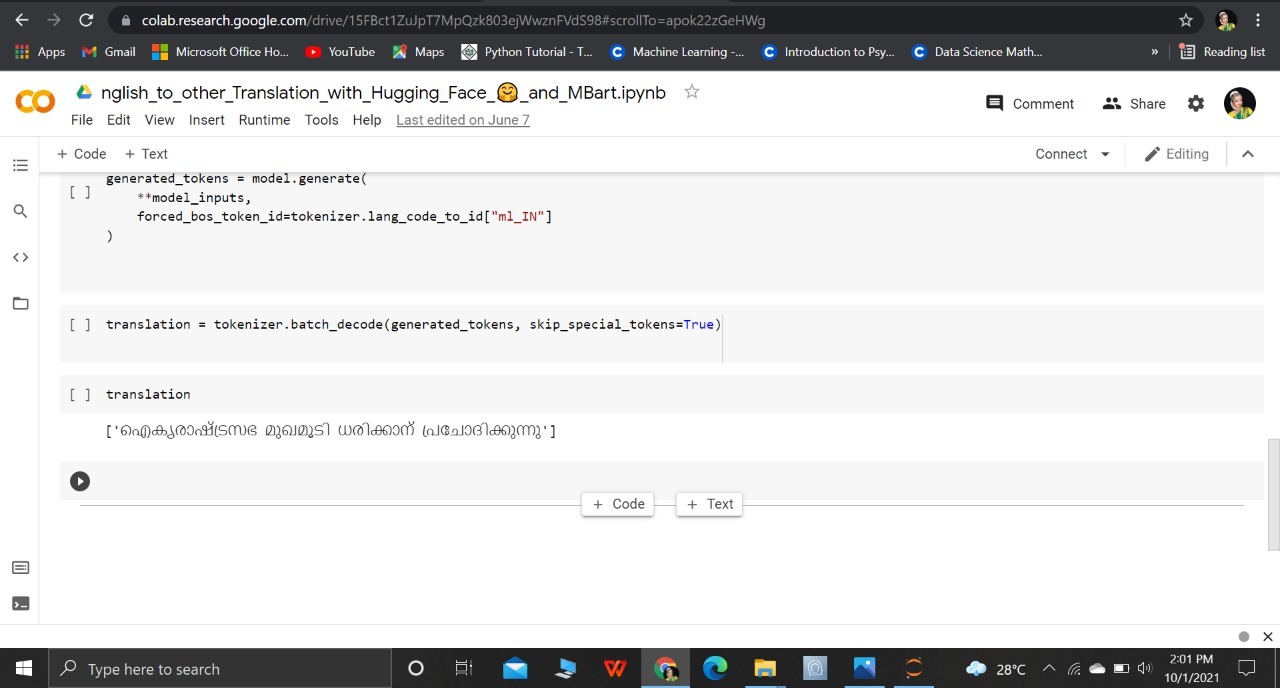 colab.research.google.com/drive/15FBct1ZuJpT7MpQzk803ejWwznFVdS98#scrollTo=apok22zGeHWg
Apps Gmail Microsoft Office Ho... YouTube Maps Python Tutorial - T... Machine Learning -... Introduction to Psy... Data Science Math... » Reading list
nglish_to_other_Translation_with_Hugging_Face_🤗_and_MBart.ipynb
Comment Share
File Edit View Insert Runtime Tools Help Last edited on June 7
+ Code + Text Connect Editing
generated_tokens = model.generate(
[ ] **model_inputs,
forced_bos_token_id=tokenizer.lang_code_to_id["ml_IN"]
)
[ ] translation = tokenizer.batch_decode(generated_tokens, skip_special_tokens=True)
[ ] translation
['ഐക്യരാഷ്ട്രസഭ മുഖമൂടി ധരിക്കാന് പ്രചോദിക്കുന്നു']
+ Code + Text
Type here to search
28°C
2:01 PM
10/1/2021